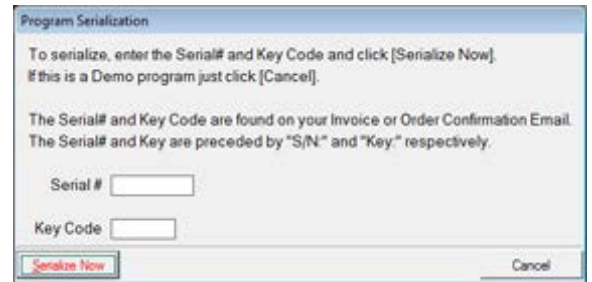 Program Serialization
To serialize, enter the Serial# and Key Code and click [Serialize Now].
If this is a Demo program just click [Cancel].
The Serial# and Key Code are found on your Invoice or Order Confirmation Email.
The Serial# and Key are preceded by "S/N:" and "Key:" respectively.
Serial #
Key Code
Serialize Now
Cancel